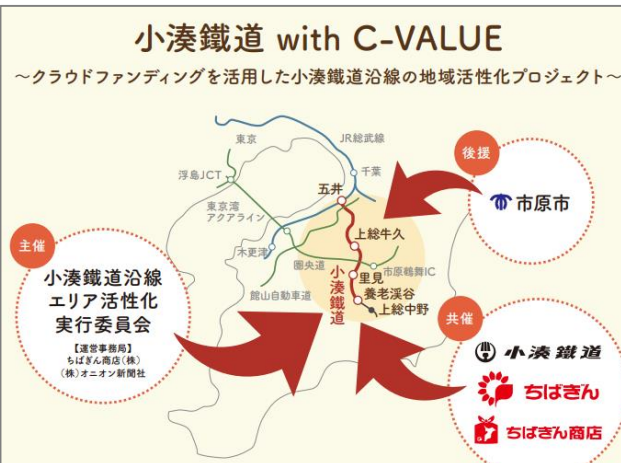 小湊鐵道 with C-VALUE
～クラウドファンディングを活用した小湊鐵道沿線の地域活性化プロジェクト～
東京
JR総武線
浮島JCT
千葉
五井
東京湾
アクアライン
上総牛久
木更津
圏央道
市原鶴舞IC
里見
館山自動車道
小湊鐵道
養老渓谷
上総中野
後援
市原市
主催
小湊鐵道沿線
エリア活性化
実行委員会
【運営事務局】
ちばぎん商店(株)
(株)オニオン新聞社
共催
小湊鐵道
ちばぎん
ちばぎん商店